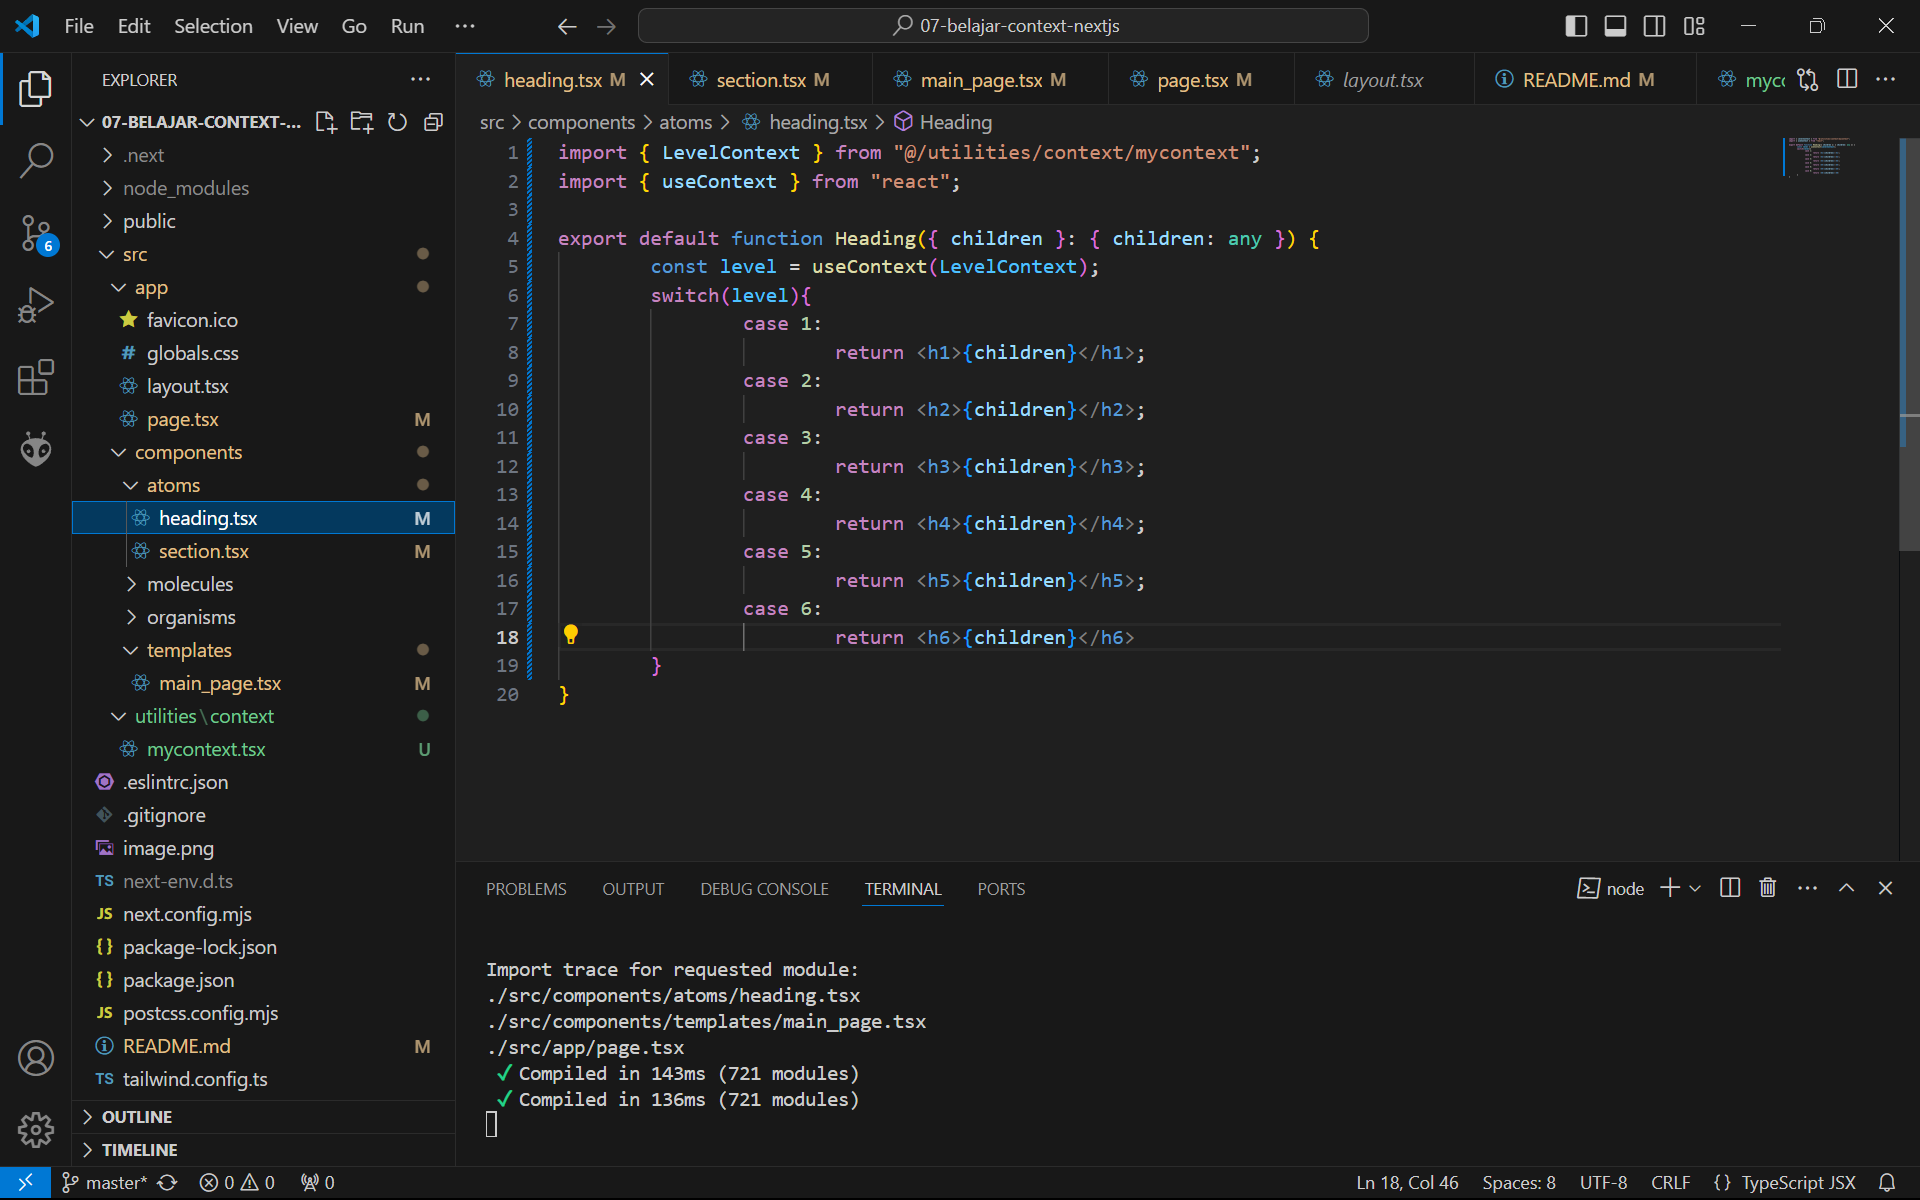 File Edit Selection View Go Run ··· 07-belajar-context-nextjs
EXPLORER
07-BELAJAR-CONTEXT-...
.next
node_modules
public
src
app
favicon.ico
# globals.css
layout.tsx
page.tsx M
components
atoms
heading.tsx M
section.tsx M
molecules
organisms
templates
main_page.tsx M
utilities\context
mycontext.tsx U
.eslintrc.json
.gitignore
image.png
TS next-env.d.ts
JS next.config.mjs
{} package-lock.json
{} package.json
JS postcss.config.mjs
README.md M
TS tailwind.config.ts
OUTLINE
TIMELINE
6
heading.tsx M section.tsx M main_page.tsx M page.tsx M layout.tsx README.md M myc
src > components > atoms > heading.tsx > Heading
1 import { LevelContext } from "@/utilities/context/mycontext";
2 import { useContext } from "react";
3
4 export default function Heading({ children }: { children: any }) {
5 const level = useContext(LevelContext);
6 switch(level){
7 case 1:
8 return <h1>{children}</h1>;
9 case 2:
10 return <h2>{children}</h2>;
11 case 3:
12 return <h3>{children}</h3>;
13 case 4:
14 return <h4>{children}</h4>;
15 case 5:
16 return <h5>{children}</h5>;
17 case 6:
18 return <h6>{children}</h6>
19 }
20 }
PROBLEMS OUTPUT DEBUG CONSOLE TERMINAL PORTS node
Import trace for requested module:
./src/components/atoms/heading.tsx
./src/components/templates/main_page.tsx
./src/app/page.tsx
✓ Compiled in 143ms (721 modules)
✓ Compiled in 136ms (721 modules)
master* 0 0 0 Ln 18, Col 46 Spaces: 8 UTF-8 CRLF {} TypeScript JSX